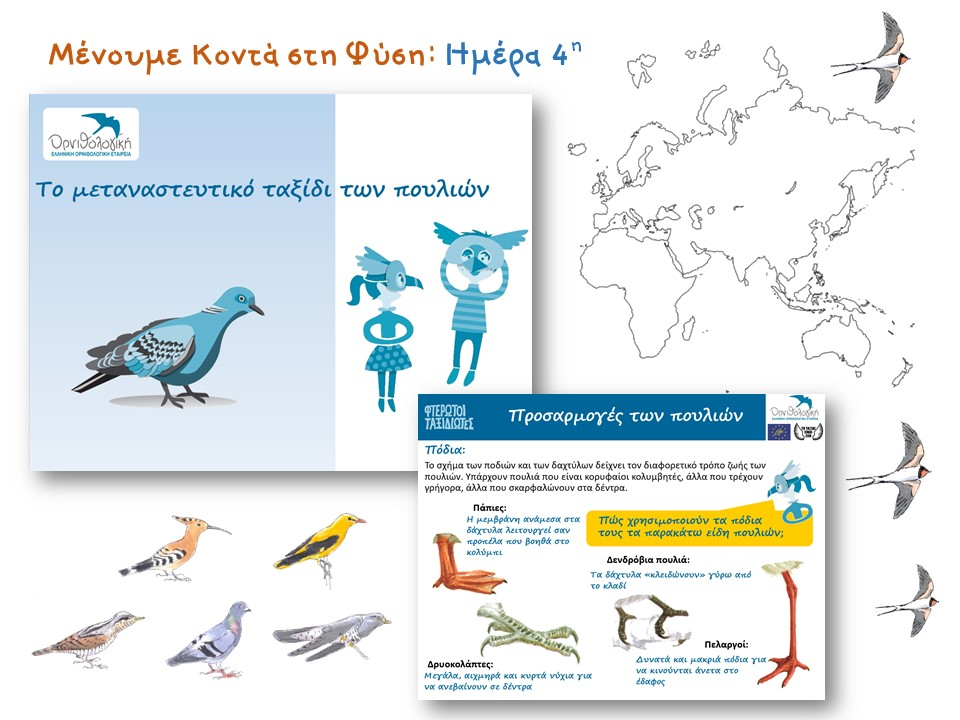 Μένουμε Κοντὰ στη Φύση: Ημέρα 4η
Ορνιθολογική
ΕΛΛΗΝΙΚΗ ΟΡΝΙΘΟΛΟΓΙΚΗ ΕΤΑΙΡΕΙΑ
Το μεταναστευτικό ταξίδι των πουλιών
ΦΤΕΡΩΤΟΙ
ΤΑΞΙΔΙΩΤΕΣ
Προσαρμογές των πουλιών
Ορνιθολογική
ΕΛΛΗΝΙΚΗ ΟΡΝΙΘΟΛΟΓΙΚΗ ΕΤΑΙΡΕΙΑ
Πόδια:
Το σχήμα των ποδιών και των δαχτύλων δείχνει τον διαφορετικό τρόπο ζωής των
πουλιών. Υπάρχουν πουλιά που είναι κορυφαίοι κολυμβητές, άλλα που τρέχουν
γρήγορα, άλλα που σκαρφαλώνουν στα δέντρα.
Πάπιες:
Η μεμβράνη ανάμεσα στα
δάχτυλα λειτουργεί σαν
προπέλα που βοηθά στο
κολύμπι
Πώς χρησιμοποιούν τα πόδια
τους τα παρακάτω είδη πουλιών;
Δενδρόβια πουλιά:
Τα δάχτυλα «κλειδώνουν» γύρω από
το κλαδί
Δρυοκολάπτες:
Μεγάλα, αιχμηρά και κυρτά νύχια για
να ανεβαίνουν σε δέντρα
Πελαργοί:
Δυνατά και μακριά πόδια για
να κινούνται άνετα στο
έδαφος